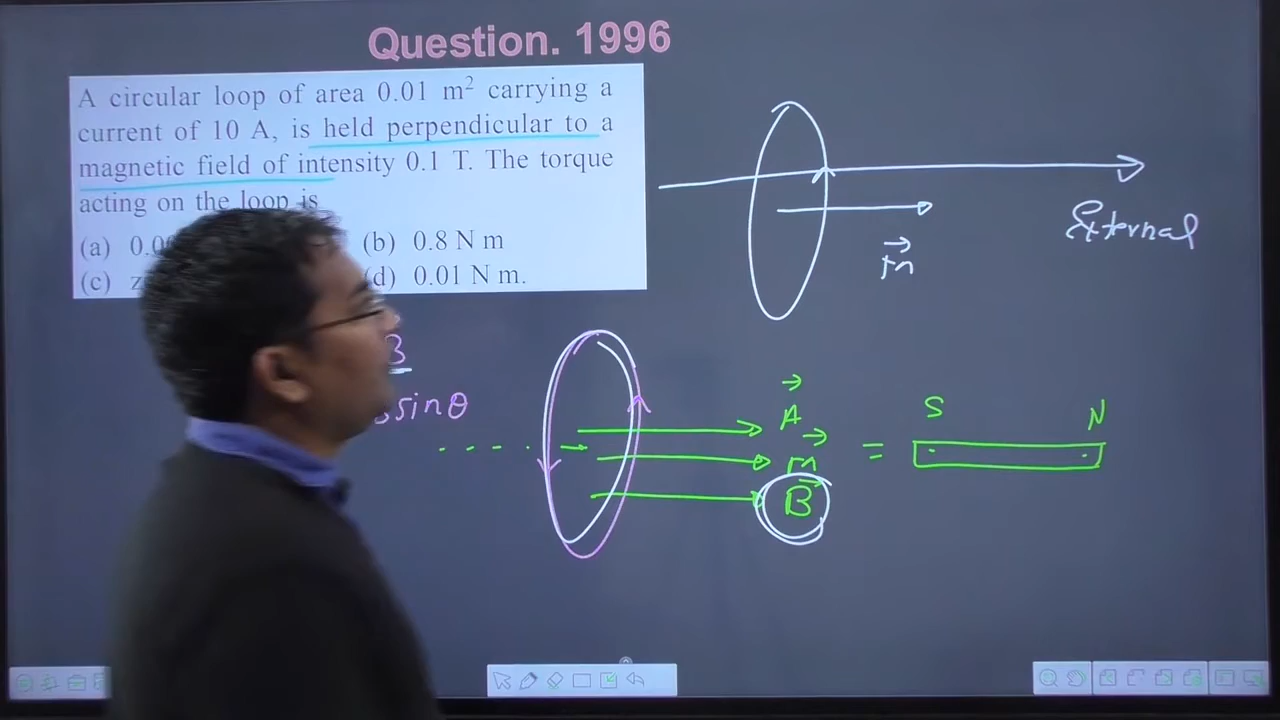 Question. 1996
A circular loop of area 0.01 m² carrying a
current of 10 A, is held perpendicular to a
magnetic field of intensity 0.1 T. The torque
acting on the loop is
(a) 0.0
(b) 0.8 N m
(c) z
(d) 0.01 N m.
External
m
B
sinθ
A
m
B
=
S
N